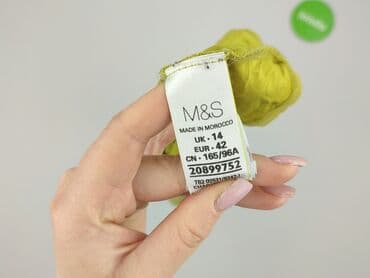 M&S
MADE IN MOROCCO
UK - 14
EUR - 42
CN - 165/96A
20899752